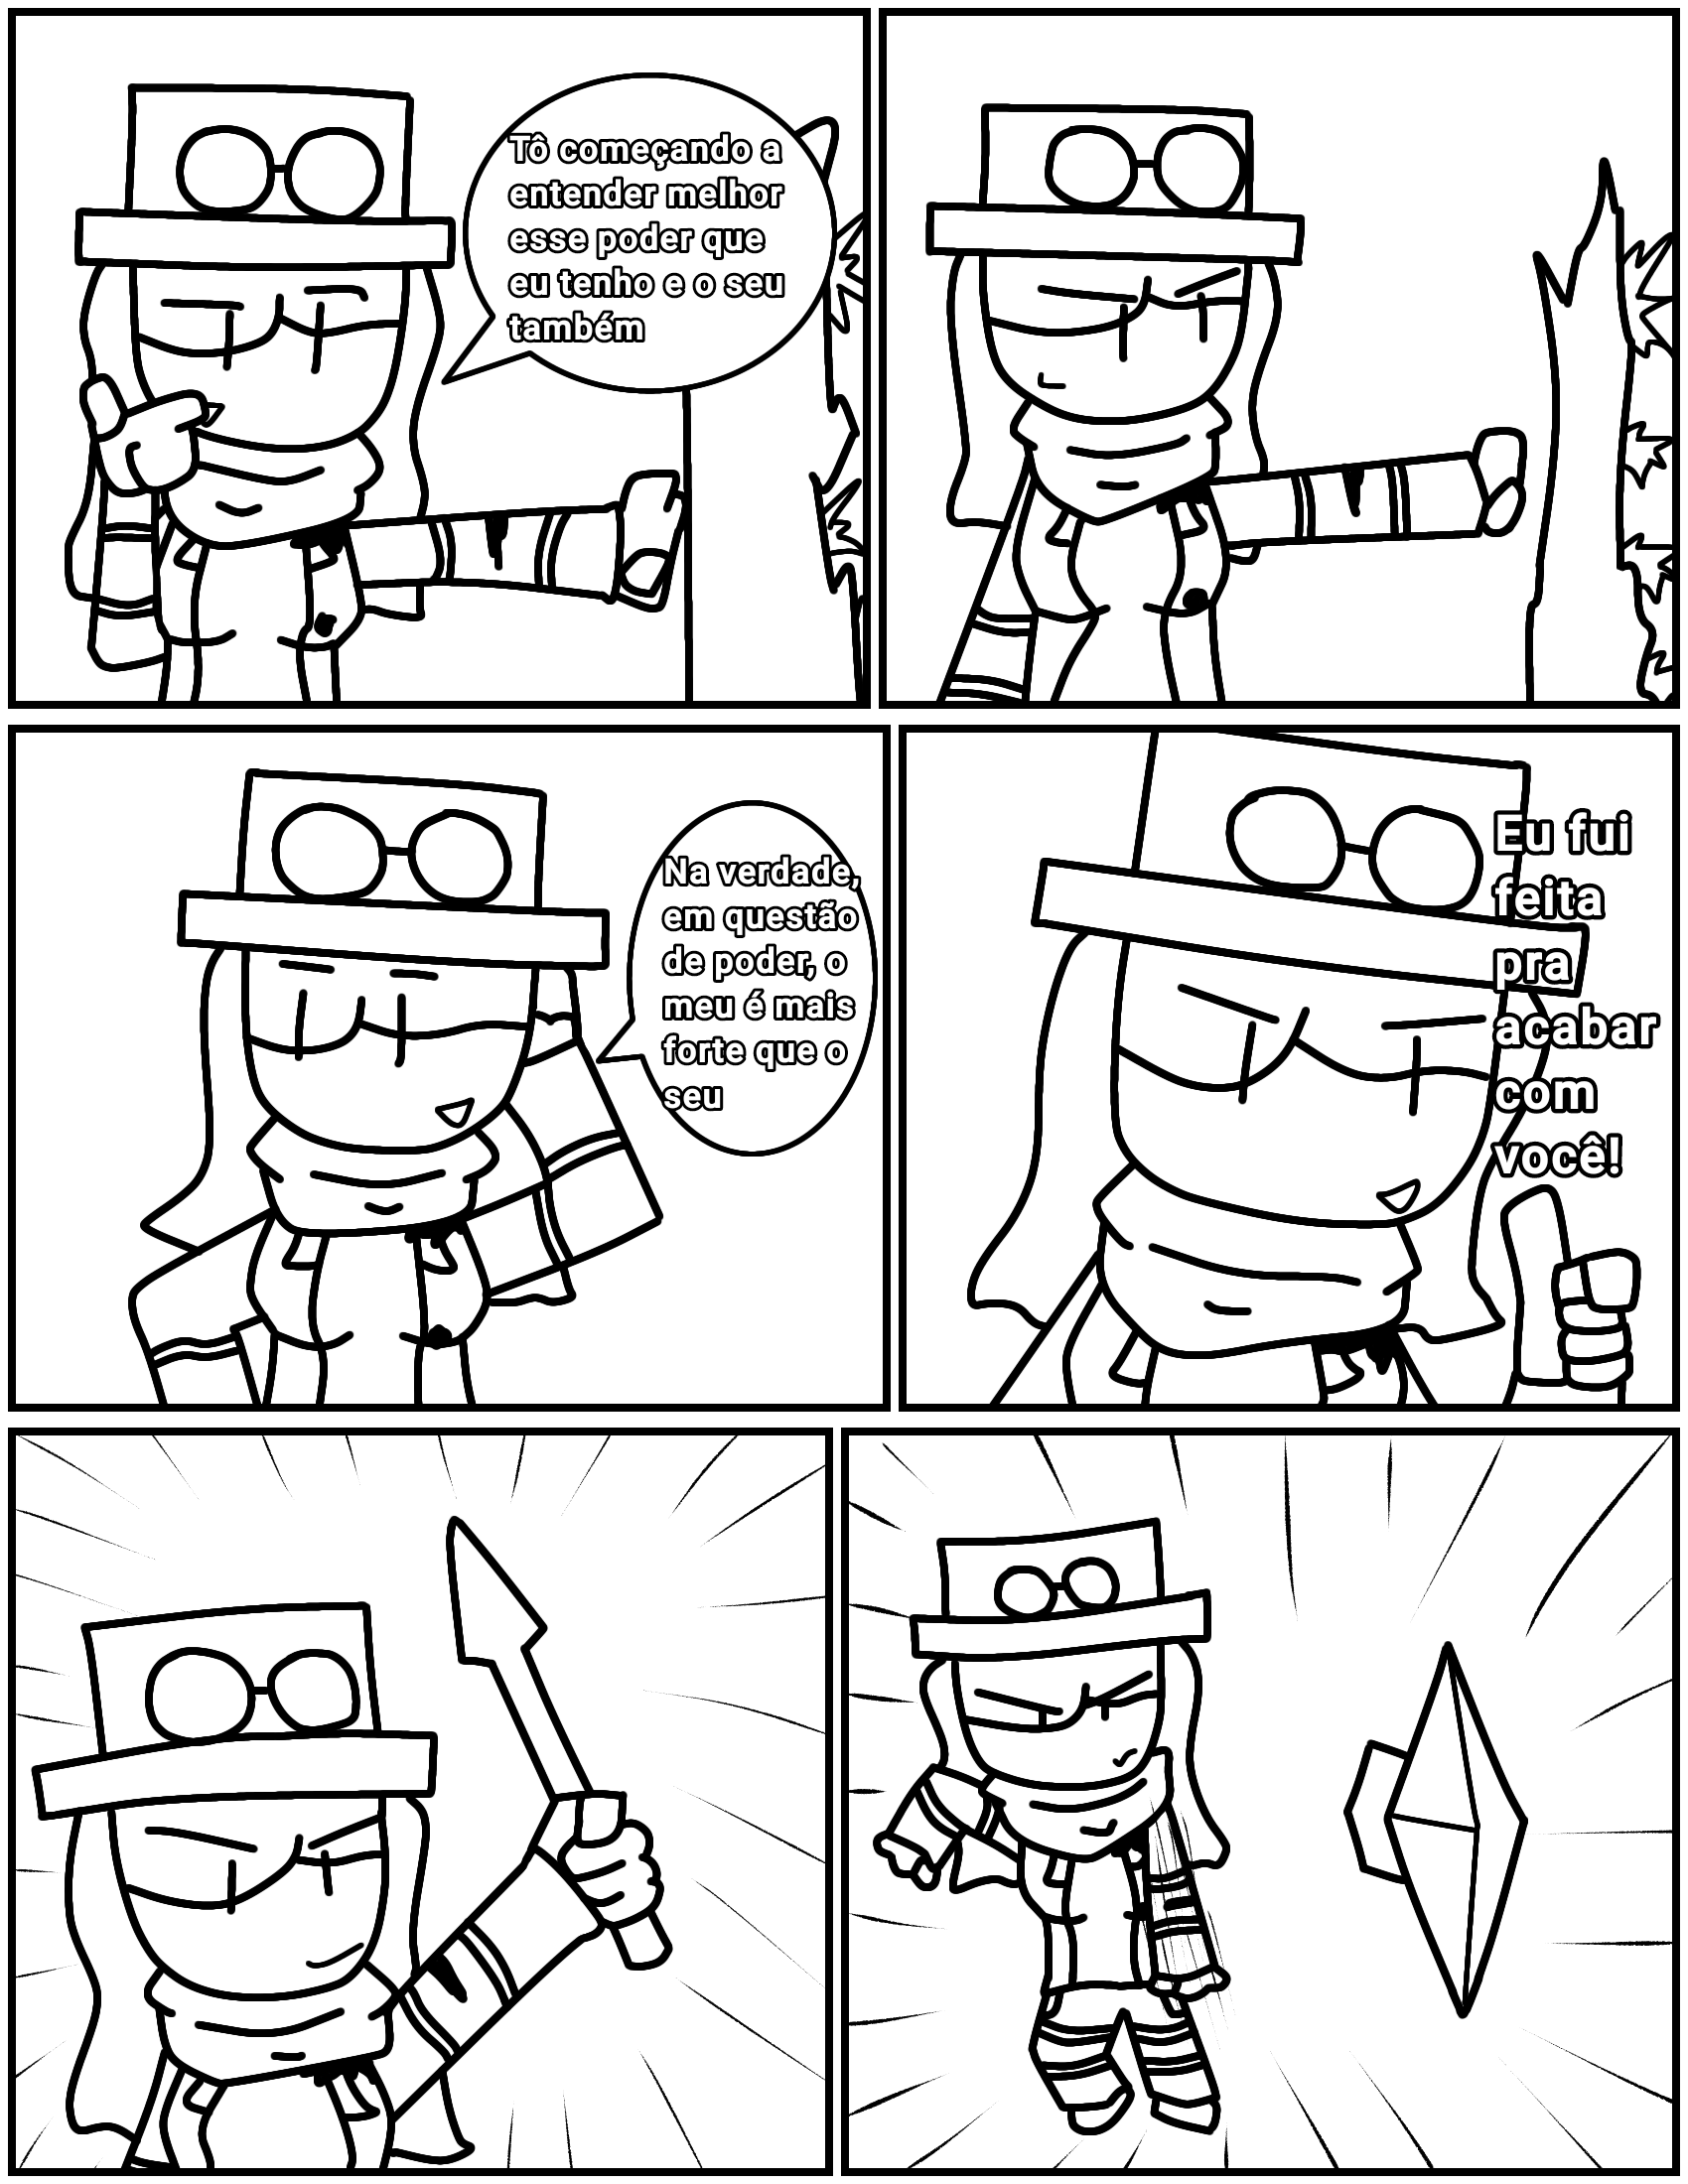 Tô começando a
entender melhor
esse poder que
eu tenho e o seu
também
Na verdade,
em questão
de poder, o
meu é mais
forte que o
seu
Eu fui
feita
pra
acabar
com
você!